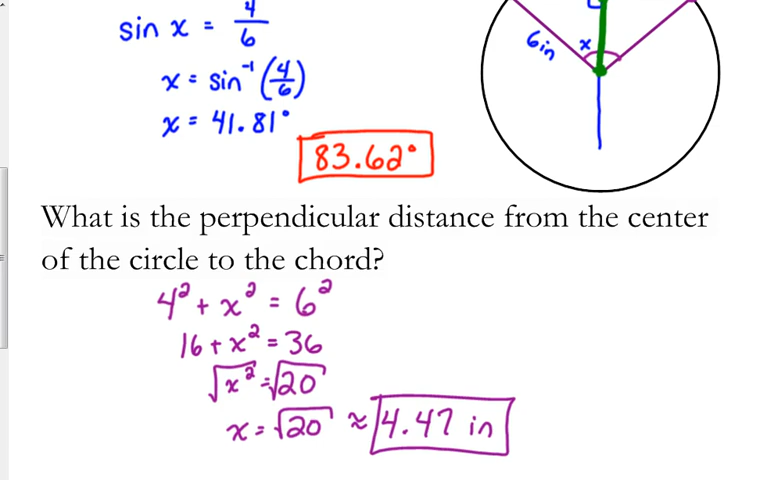 sin x = 4/6
x = sin⁻¹(4/6)
x = 41.81°
83.62°
6in
x
What is the perpendicular distance from the center
of the circle to the chord?
4² + x² = 6²
16 + x² = 36
√x² = √20
x = √20 ≈ 4.47 in